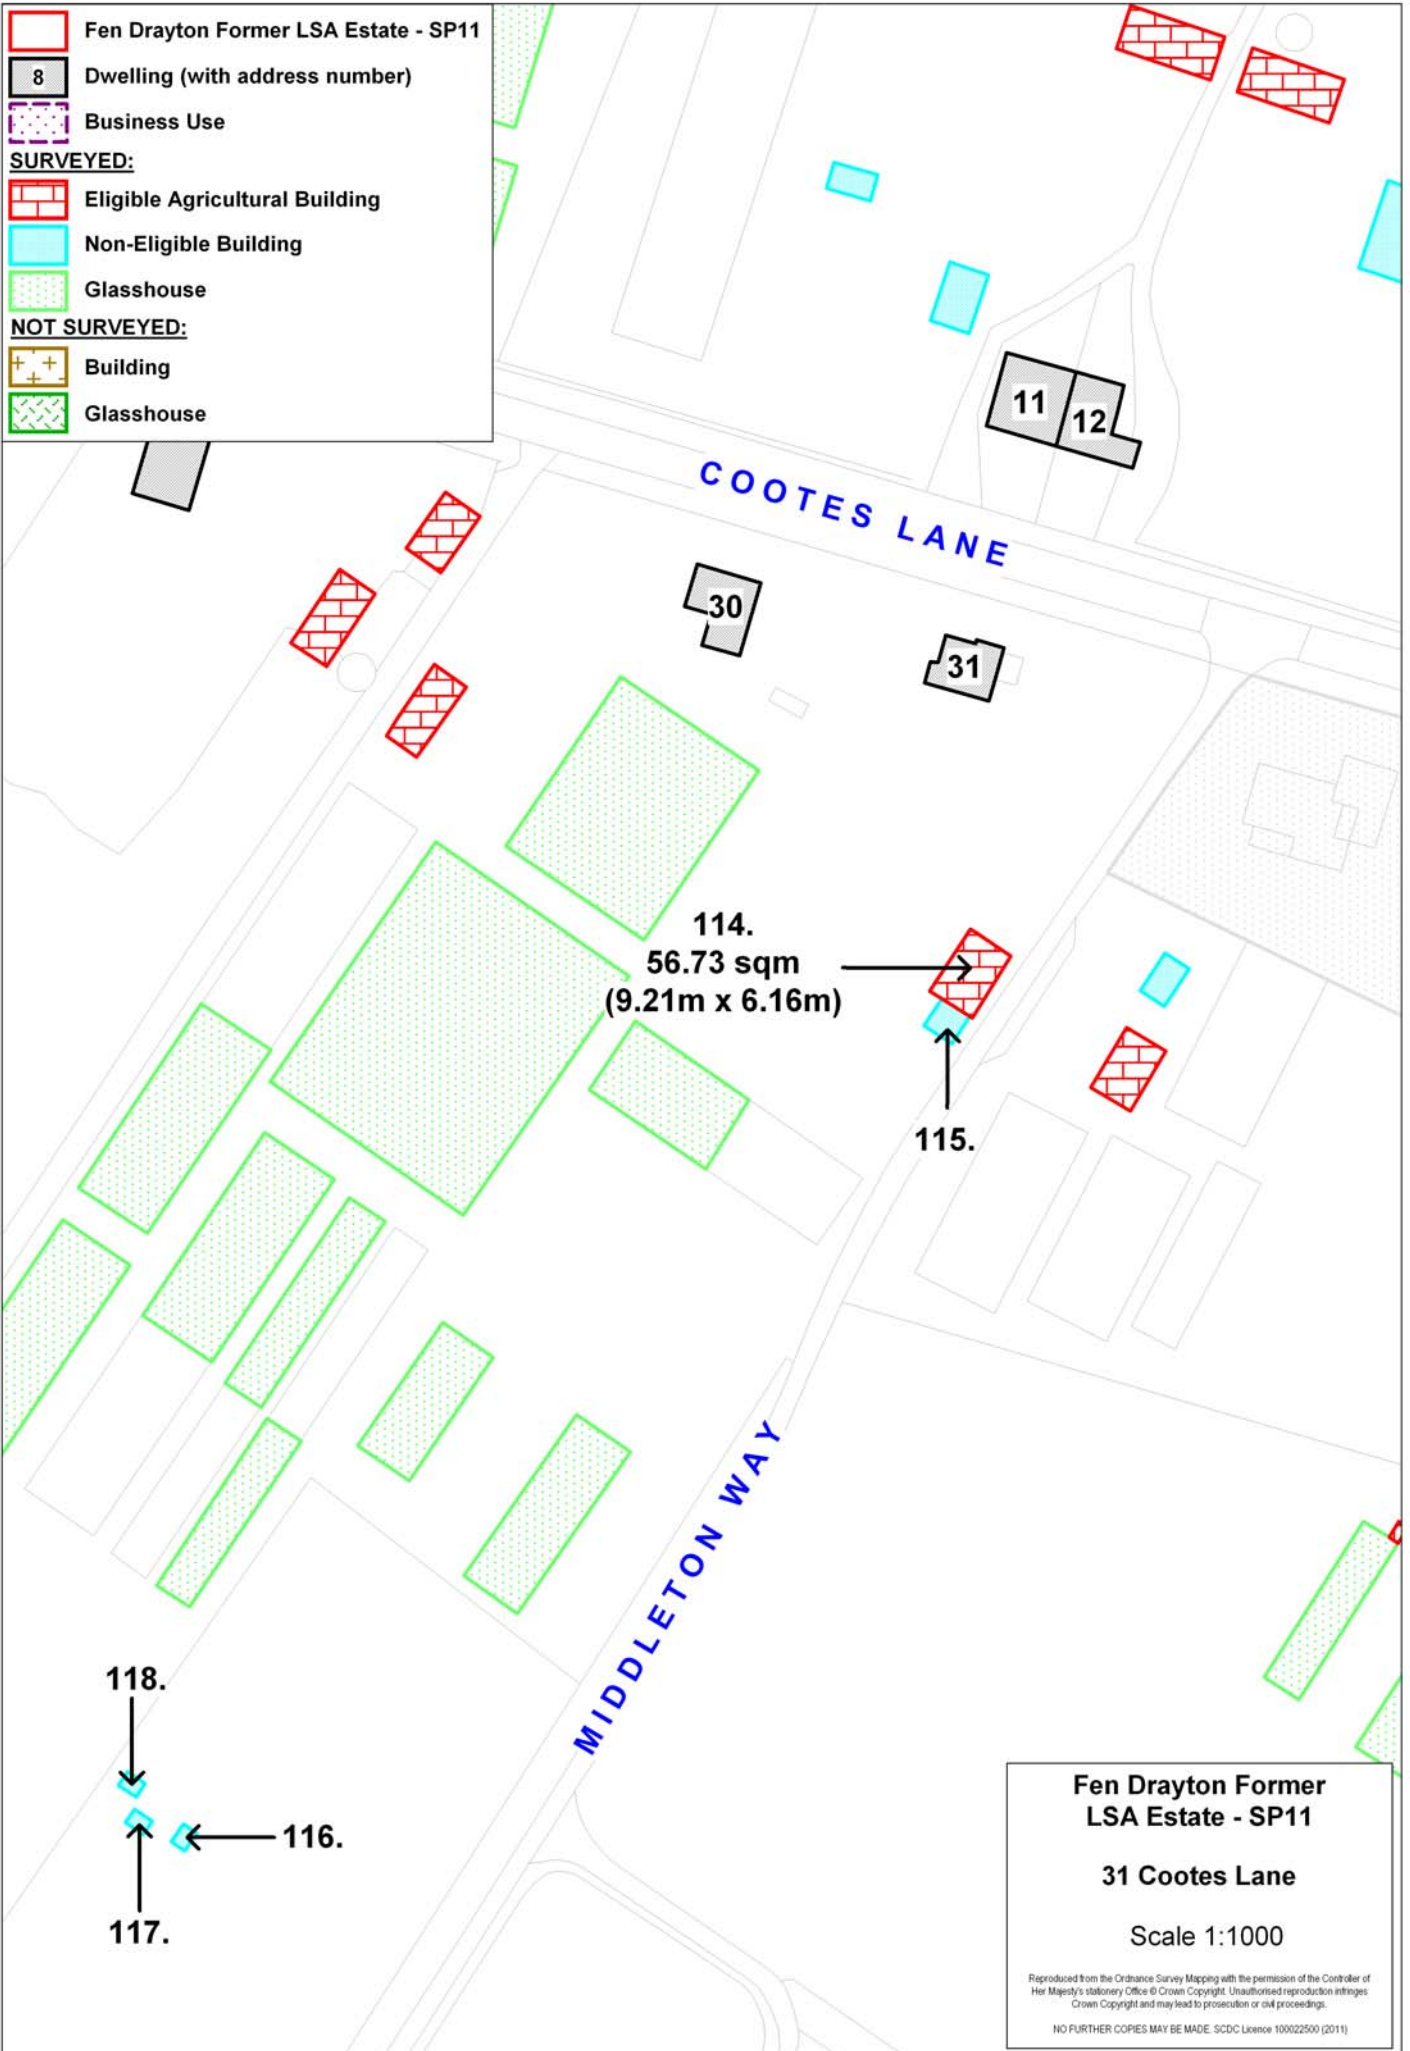 Fen Drayton Former LSA Estate - SP11
8 Dwelling (with address number)
Business Use
SURVEYED:
Eligible Agricultural Building
Non-Eligible Building
Glasshouse
NOT SURVEYED:
Building
Glasshouse
11
12
COOTES LANE
30
31
114.
56.73 sqm
(9.21m x 6.16m)
115.
MIDDLETON WAY
118.
116.
117.
Fen Drayton Former
LSA Estate - SP11
31 Cootes Lane
Scale 1:1000
Reproduced from the Ordnance Survey Mapping with the permission of the Controller of
Her Majesty's stationery Office © Crown Copyright. Unauthorised reproduction infringes
Crown Copyright and may lead to prosecution or civil proceedings.
NO FURTHER COPIES MAY BE MADE. SCDC Licence 100022500 (2011)